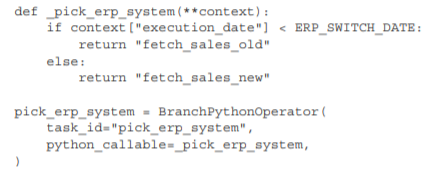 def _pick_erp_system(**context):
    if context["execution_date"] < ERP_SWITCH_DATE:
        return "fetch_sales_old"
    else:
        return "fetch_sales_new"

pick_erp_system = BranchPythonOperator(
    task_id="pick_erp_system",
    python_callable=_pick_erp_system,
)